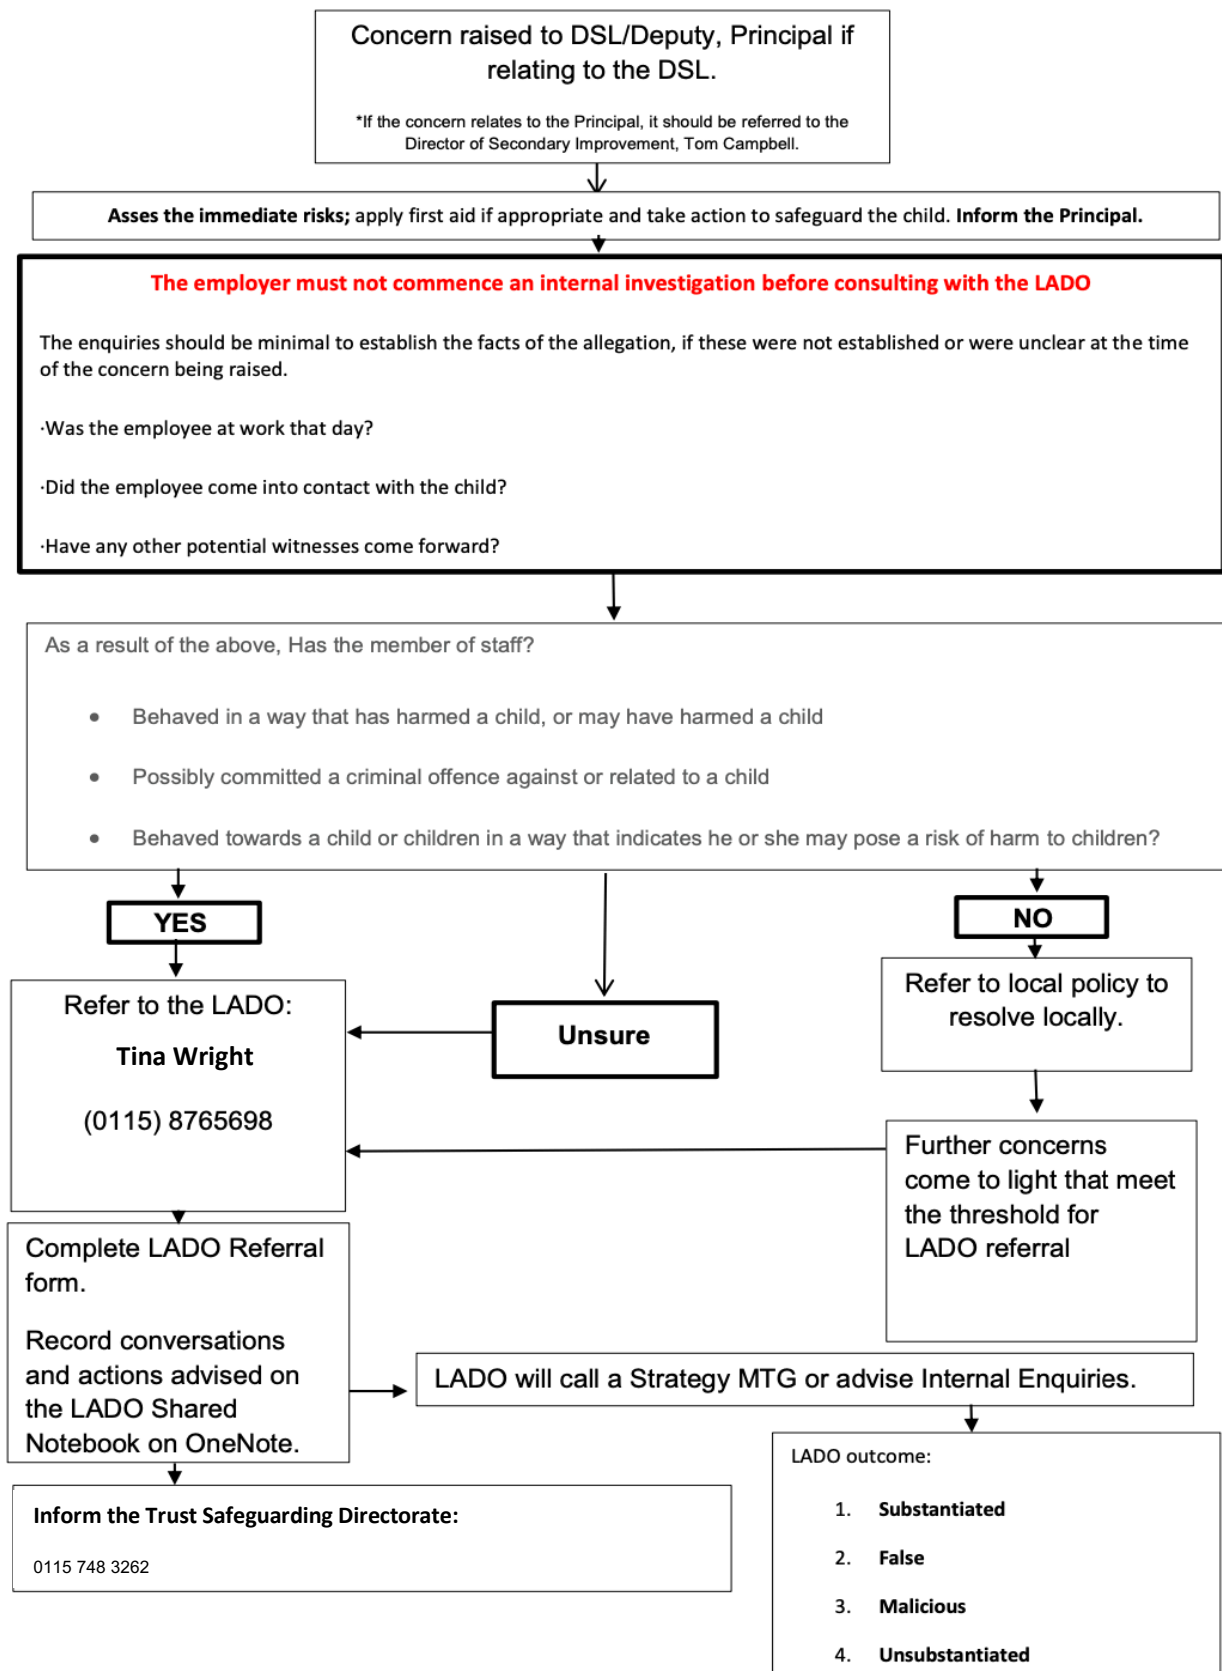 Concern raised to DSL/Deputy, Principal if
relating to the DSL.
*If the concern relates to the Principal, it should be referred to the
Director of Secondary Improvement, Tom Campbell.
Asses the immediate risks; apply first aid if appropriate and take action to safeguard the child. Inform the Principal.
The employer must not commence an internal investigation before consulting with the LADO
The enquiries should be minimal to establish the facts of the allegation, if these were not established or were unclear at the time
of the concern being raised.
·Was the employee at work that day?
·Did the employee come into contact with the child?
·Have any other potential witnesses come forward?
As a result of the above, Has the member of staff?
• Behaved in a way that has harmed a child, or may have harmed a child
• Possibly committed a criminal offence against or related to a child
• Behaved towards a child or children in a way that indicates he or she may pose a risk of harm to children?
YES
NO
Unsure
Refer to the LADO:
Tina Wright
(0115) 8765698
Refer to local policy to
resolve locally.
Further concerns
come to light that meet
the threshold for
LADO referral
Complete LADO Referral
form.
Record conversations
and actions advised on
the LADO Shared
Notebook on OneNote.
LADO will call a Strategy MTG or advise Internal Enquiries.
Inform the Trust Safeguarding Directorate:
0115 748 3262
LADO outcome:
1. Substantiated
2. False
3. Malicious
4. Unsubstantiated